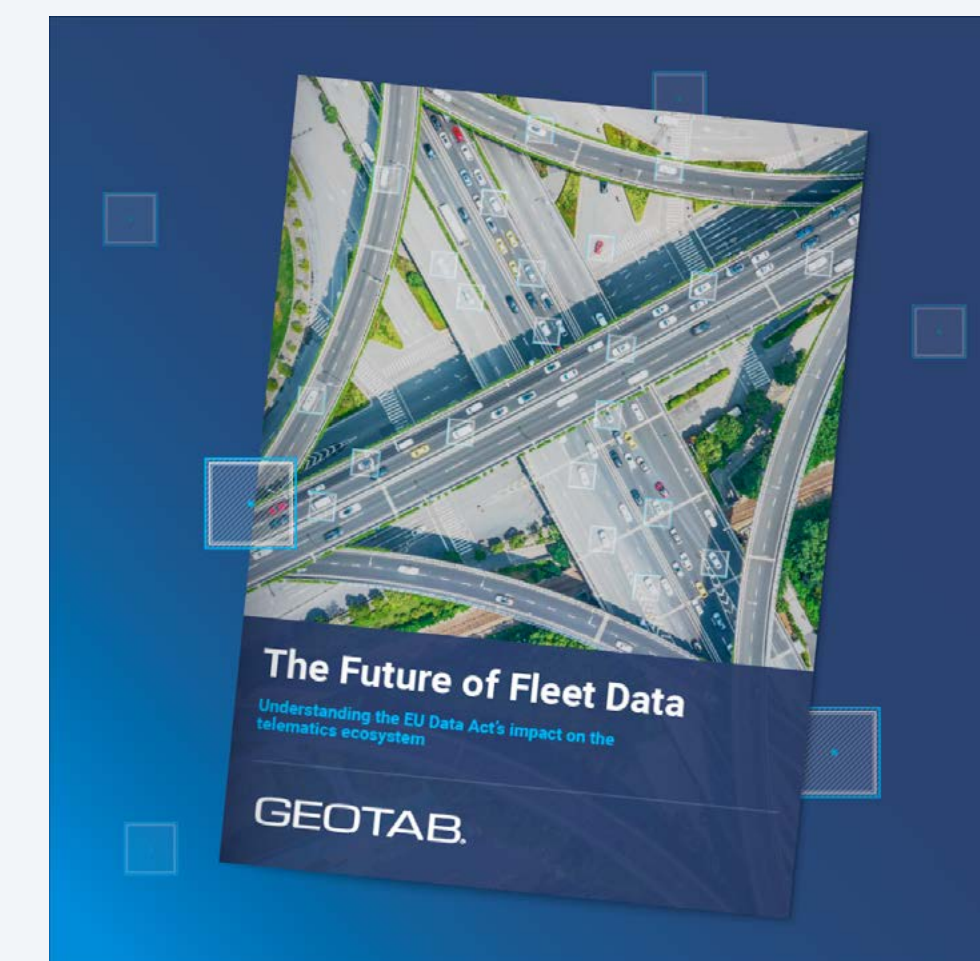 The Future of Fleet Data
Understanding the EU Data Act's impact on the
telematics ecosystem
GEOTAB.